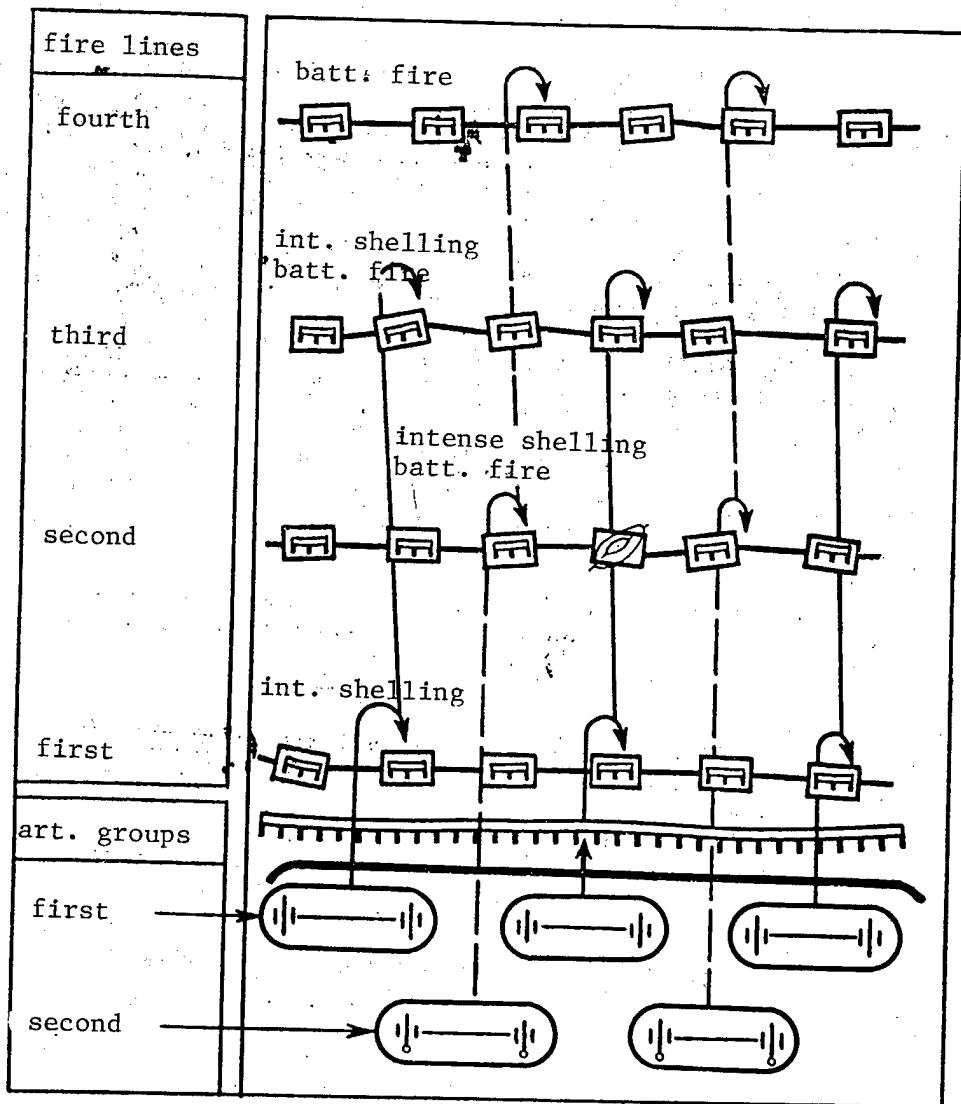 fire lines
batt. fire
fourth
int. shelling
batt. fire
third
intense shelling
batt. fire
second
int. shelling
first
art. groups
first
second